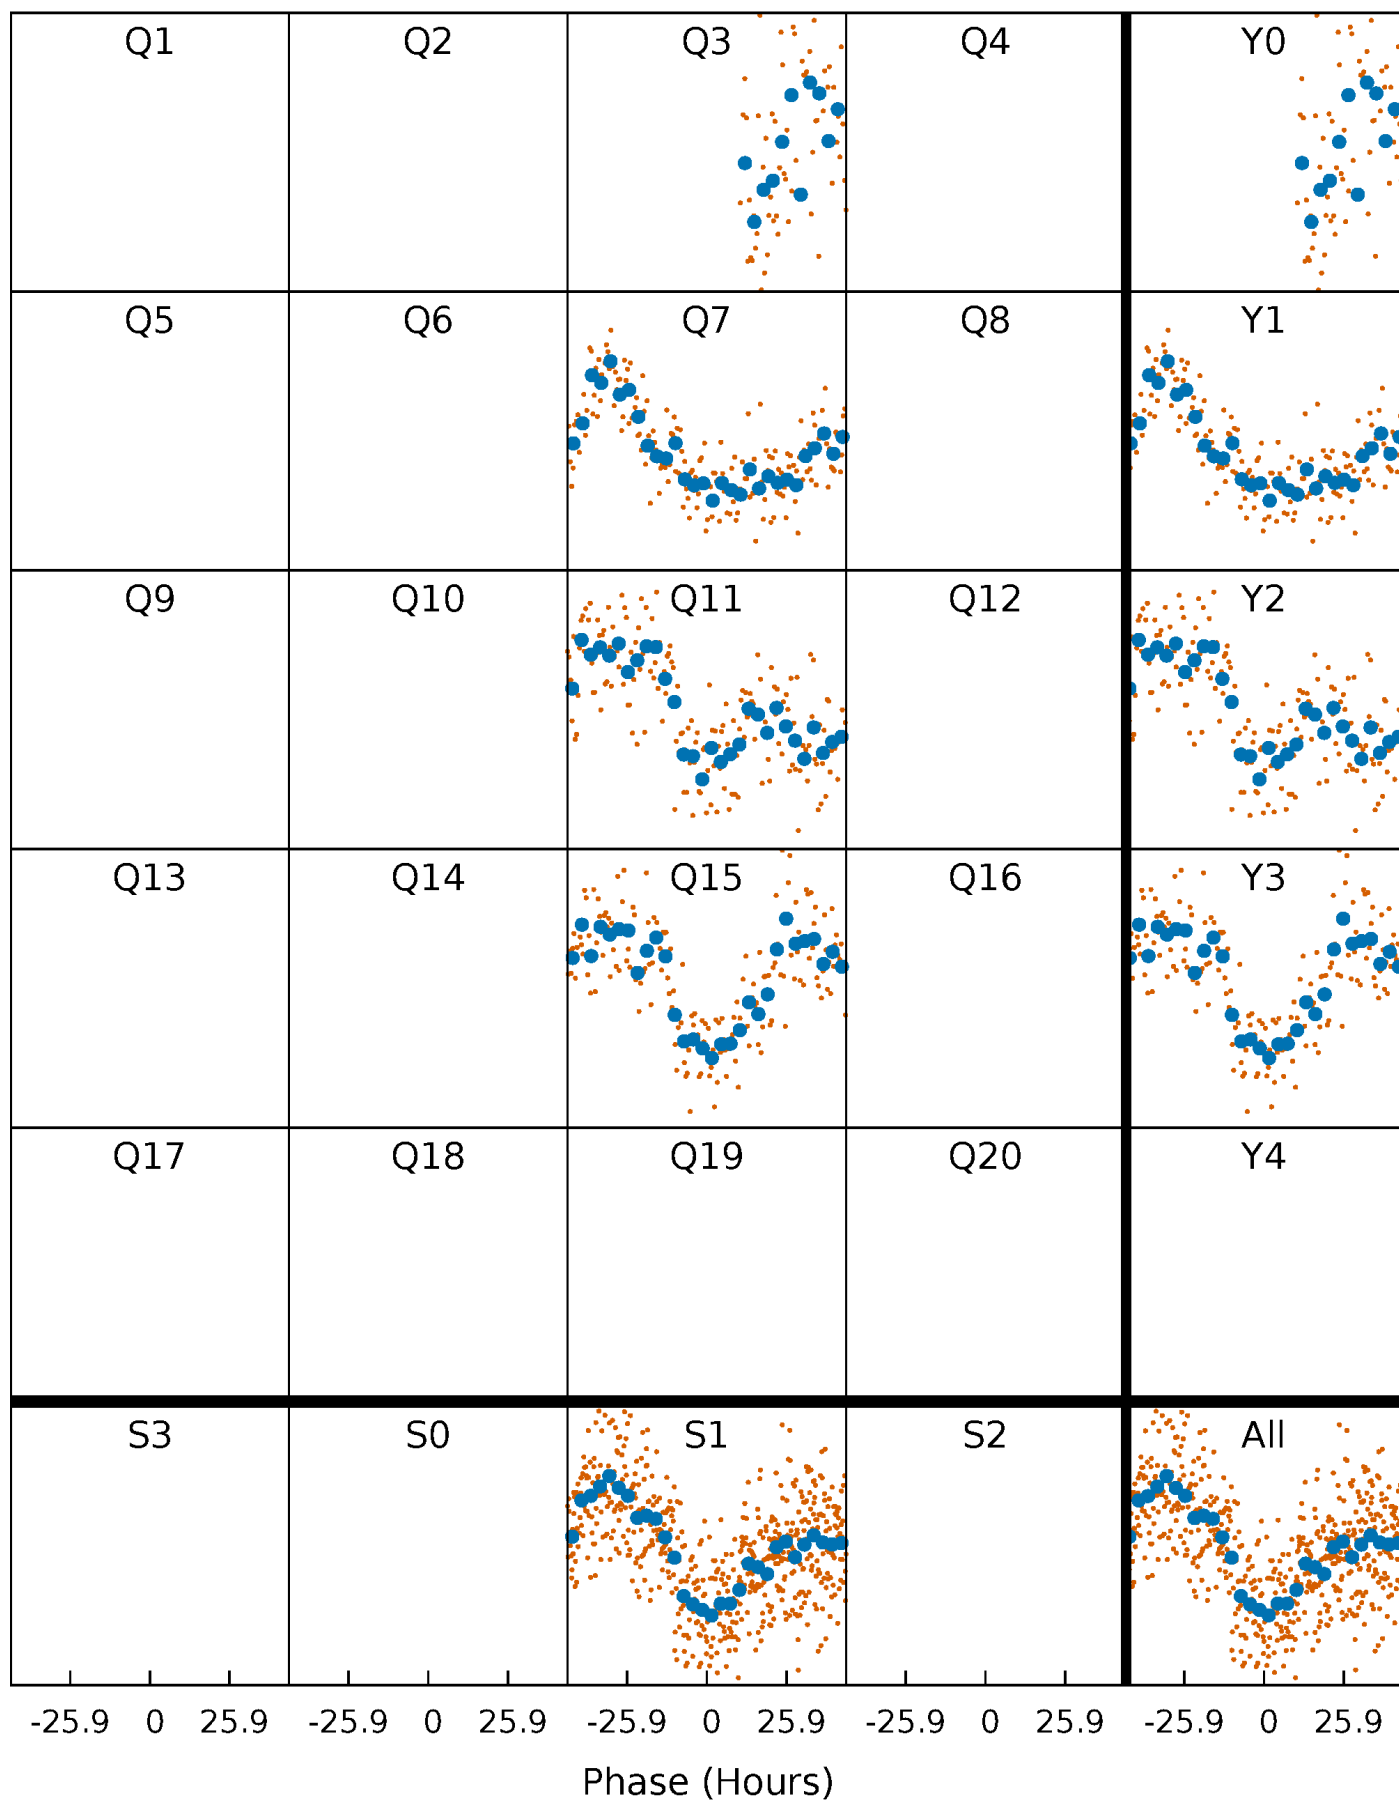 Q1 Q2 Q3 Q4 Y0
Q5 Q6 Q7 Q8 Y1
Q9 Q10 Q11 Q12 Y2
Q13 Q14 Q15 Q16 Y3
Q17 Q18 Q19 Q20 Y4
S3 S0 S1 S2 All
-25.9 0 25.9 -25.9 0 25.9 -25.9 0 25.9 -25.9 0 25.9 -25.9 0 25.9
Phase (Hours)